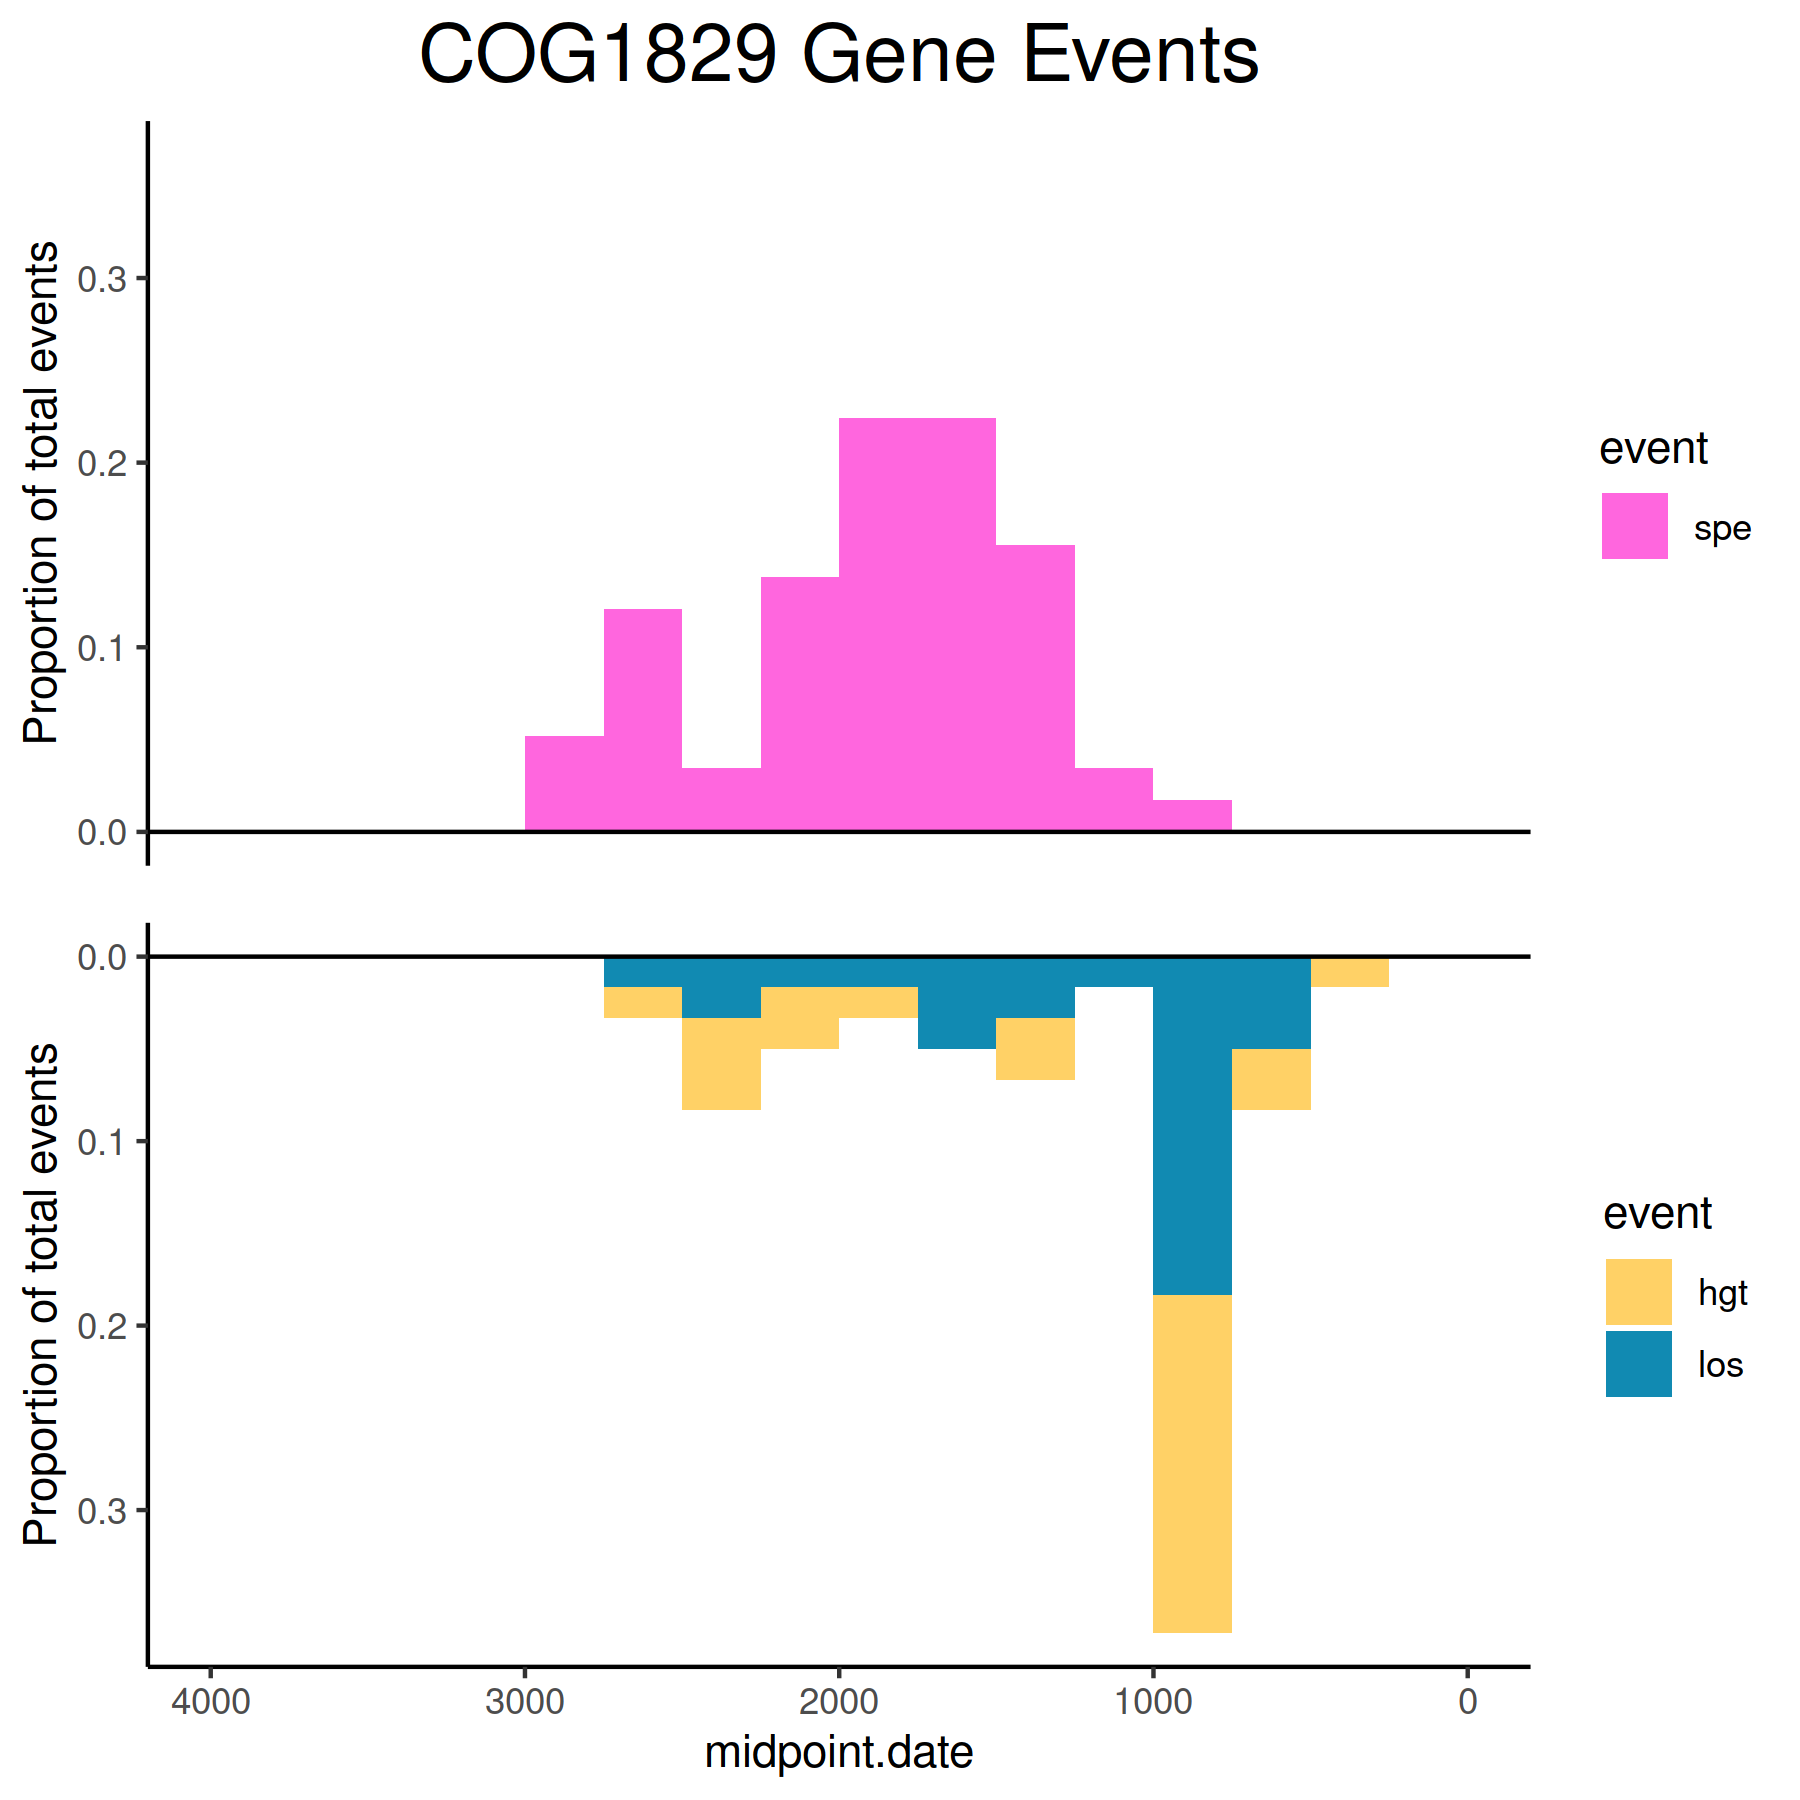 COG1829 Gene Events
Proportion of total events
0.3
0.2
0.1
0.0
event
spe
Proportion of total events
0.0
0.1
0.2
0.3
event
hgt
los
4000 3000 2000 1000 0
midpoint.date